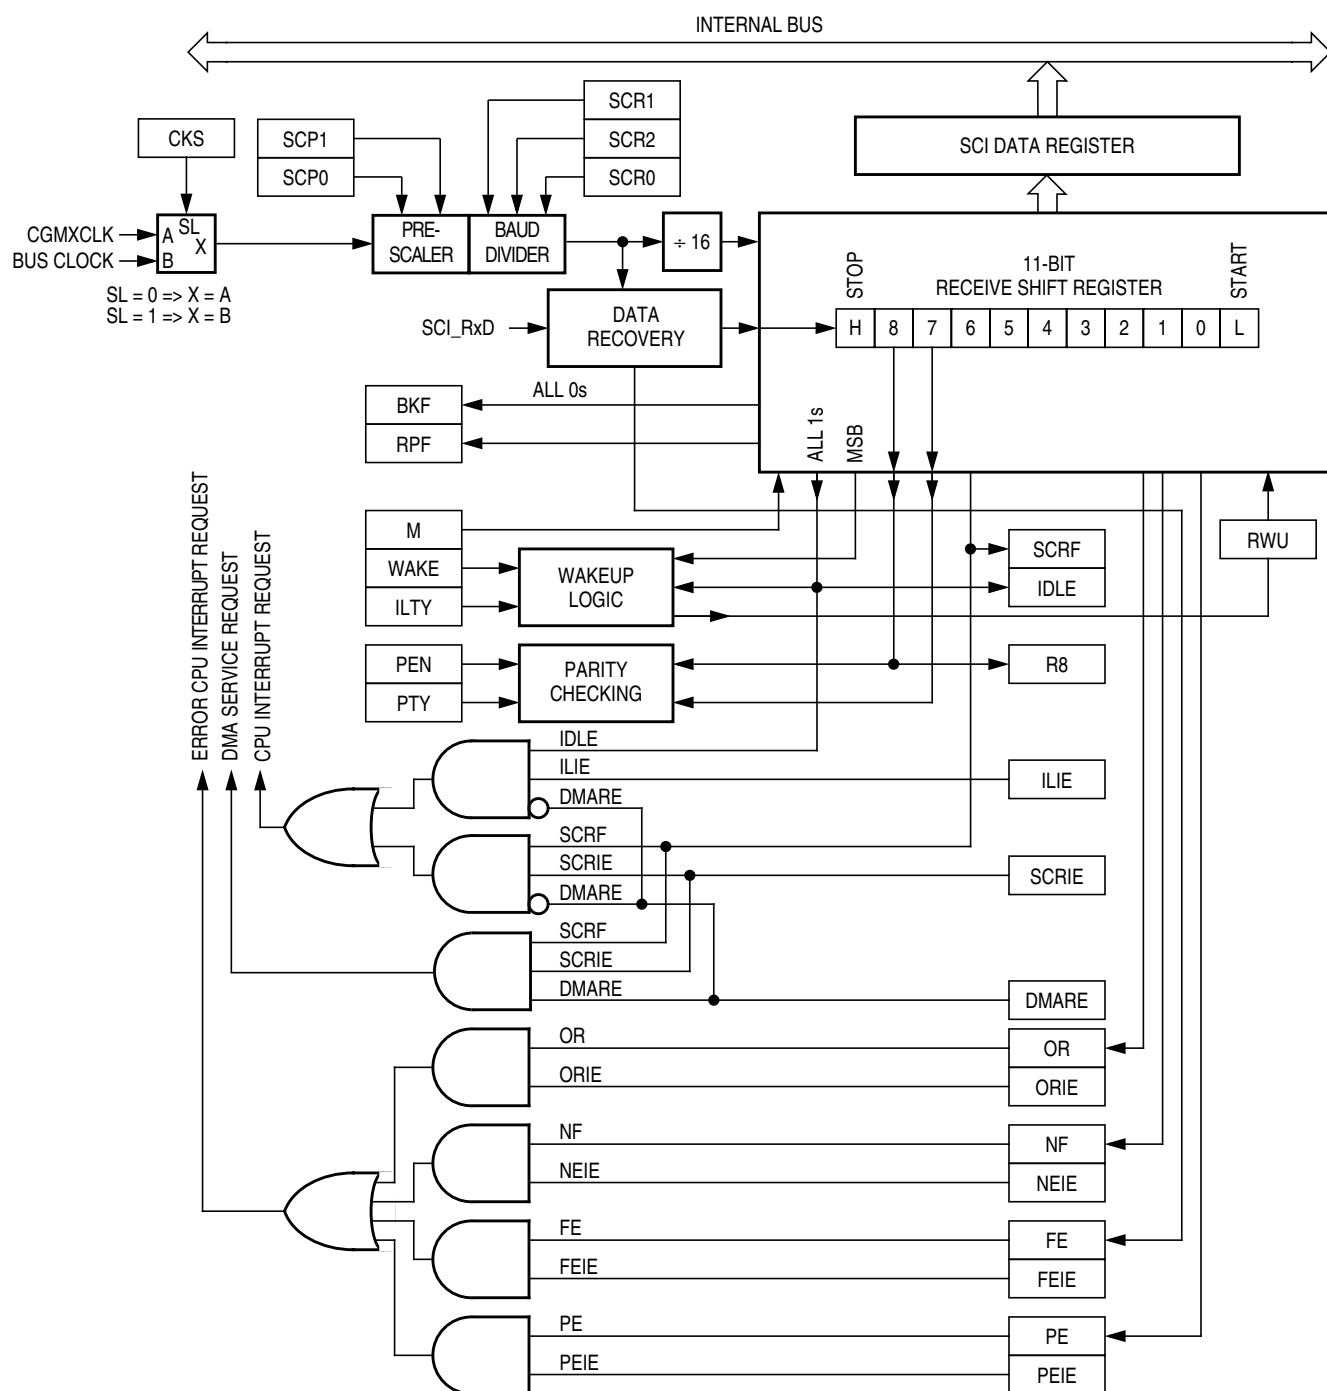 INTERNAL BUS
SCR1
CKS
SCP1
SCR2
SCI DATA REGISTER
SCP0
SCR0
SL
CGMXCLK
A
X
BUS CLOCK
B
PRE-
SCALER
BAUD
DIVIDER
÷ 16
SL = 0 => X = A
SL = 1 => X = B
STOP
11-BIT
RECEIVE SHIFT REGISTER
START
SCI_RxD
DATA
RECOVERY
H 8 7 6 5 4 3 2 1 0 L
BKF
ALL 0s
RPF
ALL 1s
MSB
ERROR CPU INTERRUPT REQUEST
DMA SERVICE REQUEST
CPU INTERRUPT REQUEST
M
WAKE
ILTY
WAKEUP
LOGIC
SCRF
IDLE
RWU
PEN
PTY
PARITY
CHECKING
R8
IDLE
ILIE
ILIE
DMARE
SCRF
SCRIE
SCRIE
DMARE
SCRF
SCRIE
DMARE
DMARE
OR
OR
ORIE
ORIE
NF
NF
NEIE
NEIE
FE
FE
FEIE
FEIE
PE
PE
PEIE
PEIE